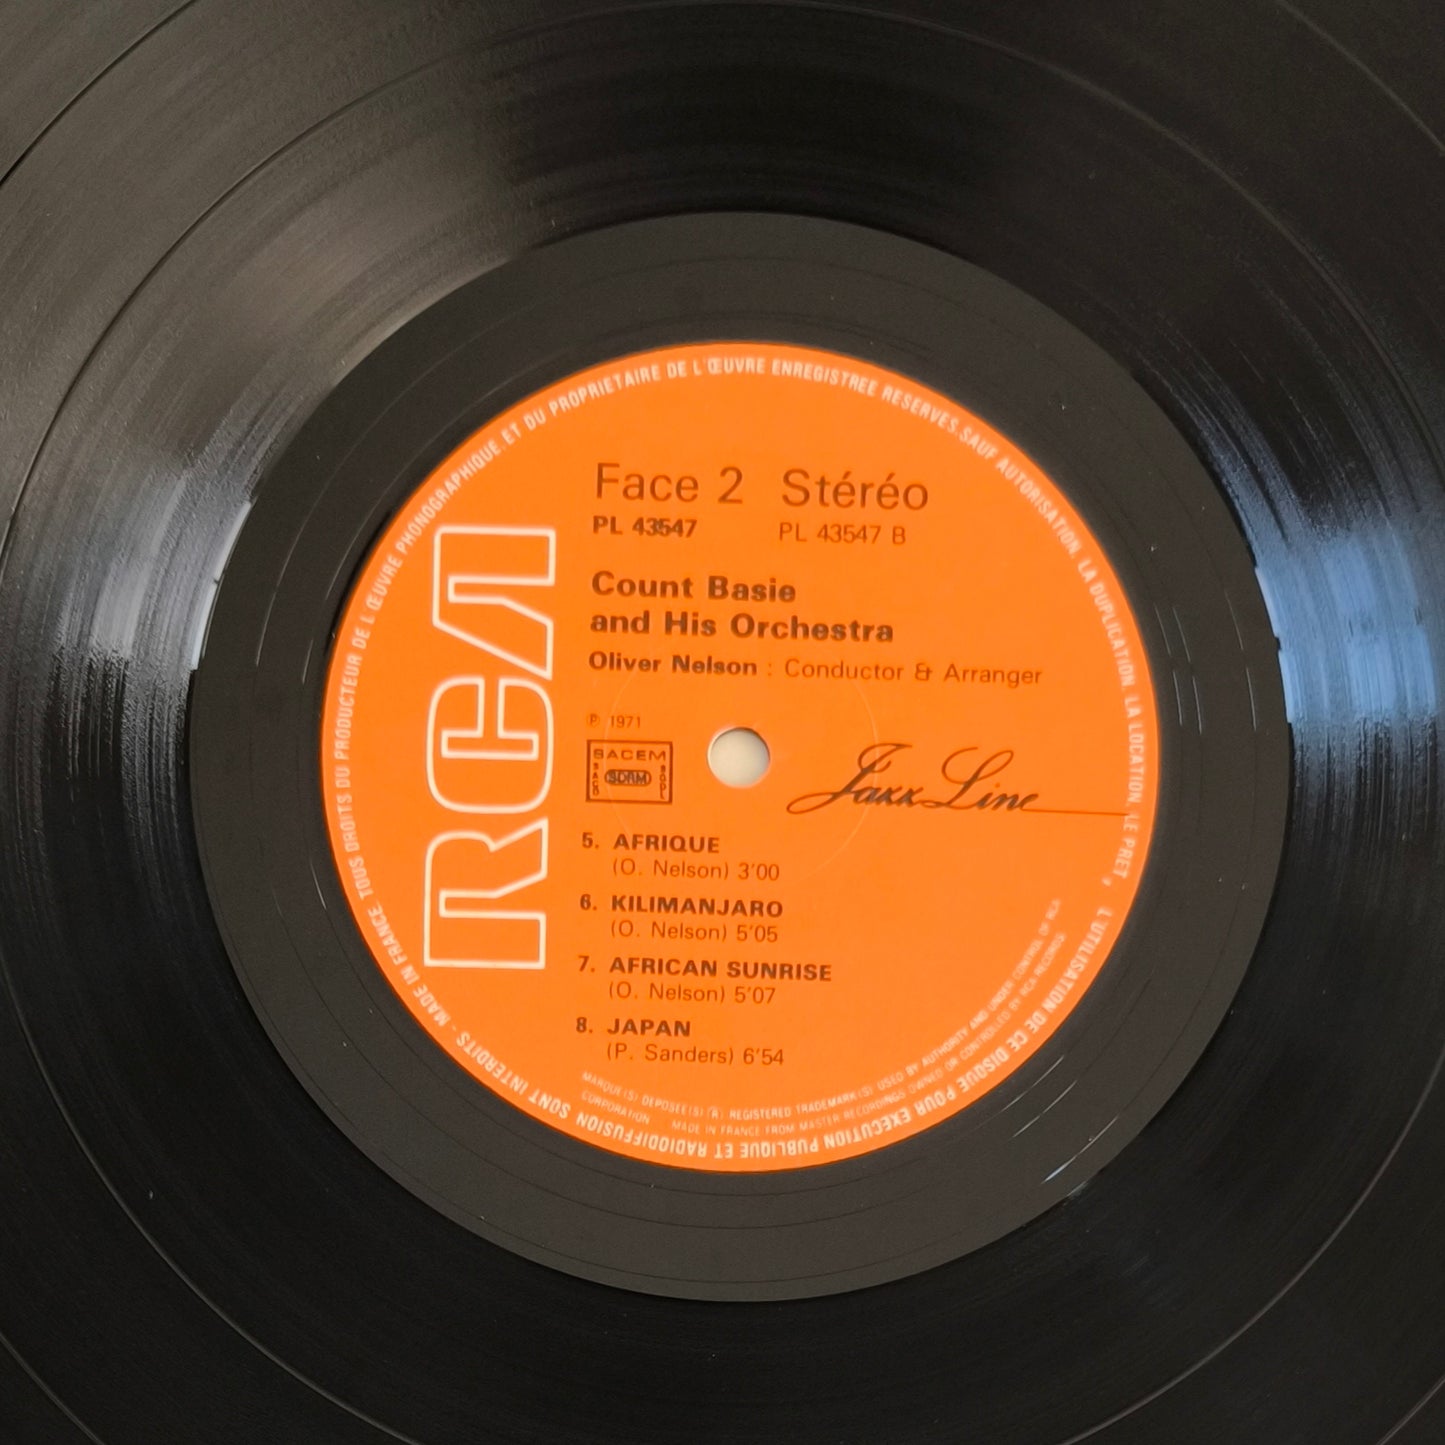 Face 2 Stéréo
PL 43547 PL 43547 B
RCA
Count Basie
and His Orchestra
Oliver Nelson : Conductor & Arranger
℗ 1971
SACEM
SACD SDRM SGDL
Jazz Line
5. AFRIQUE
(O. Nelson) 3'00
6. KILIMANJARO
(O. Nelson) 5'05
7. AFRICAN SUNRISE
(O. Nelson) 5'07
8. JAPAN
(P. Sanders) 6'54
MARQUE(S) DEPOSEE(S) (R) REGISTERED TRADEMARK(S) USED BY AUTHORITY AND UNDER CONTROL OF RCA
CORPORATION MADE IN FRANCE FROM MASTER RECORDINGS OWNED OR CONTROLLED BY RCA RECORDS
MADE IN FRANCE. TOUS DROITS DU PRODUCTEUR DE L'ŒUVRE PHONOGRAPHIQUE ET DU PROPRIETAIRE DE L'ŒUVRE ENREGISTREE RESERVES. SAUF AUTORISATION, LA DUPLICATION, LA LOCATION, LE PRET, L'UTILISATION DE CE DISQUE POUR EXECUTION PUBLIQUE ET RADIODIFFUSION SONT INTERDITS -